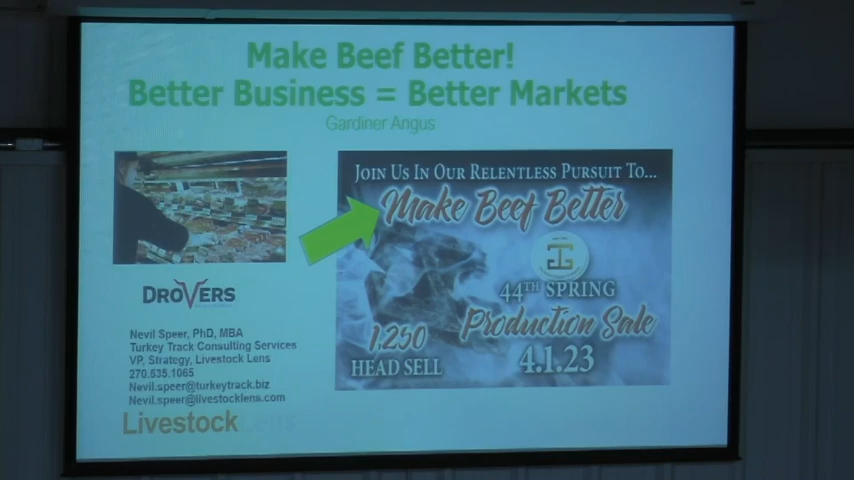 Make Beef Better!
Better Business = Better Markets
Gardiner Angus
JOIN US IN OUR RELENTLESS PURSUIT TO...
Make Beef Better
44TH SPRING
Production Sale
4.1.23
1,250
HEAD SELL
DROVERS
Nevil Speer, PhD, MBA
Turkey Track Consulting Services
VP, Strategy, Livestock Lens
270.535.1065
Nevil.speer@turkeytrack.biz
Nevil.speer@livestocklens.com
Livestock Lens